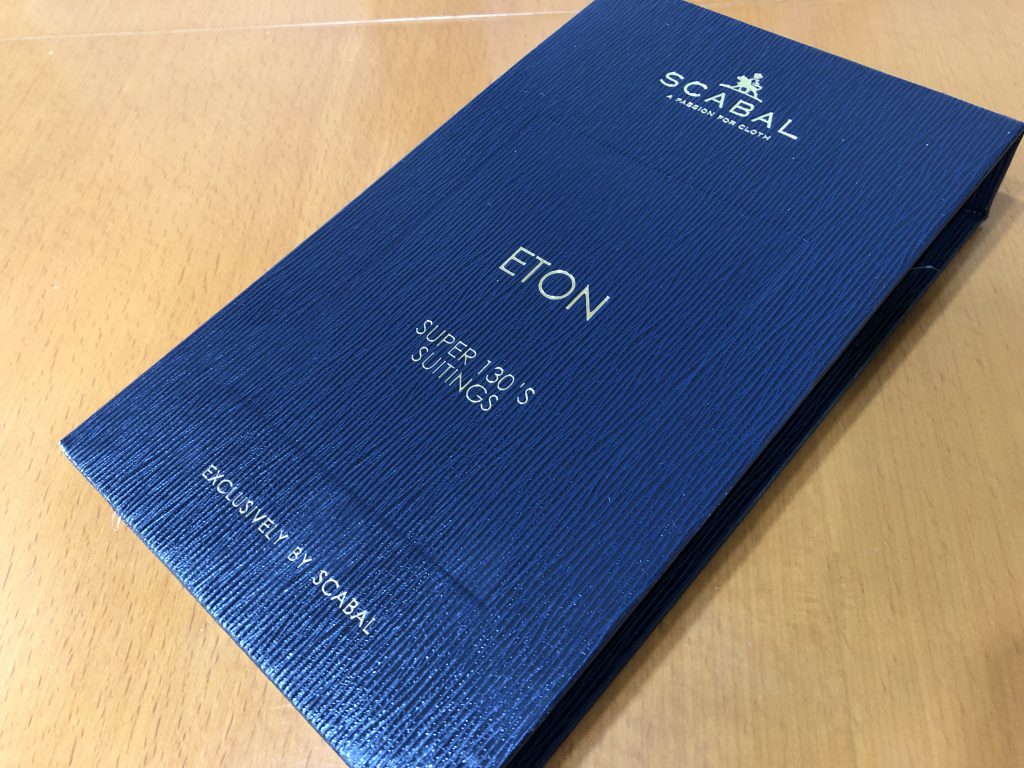 SCABAL
A PASSION FOR CLOTH
ETON
SUPER 130'S
SUITINGS
EXCLUSIVELY BY SCABAL